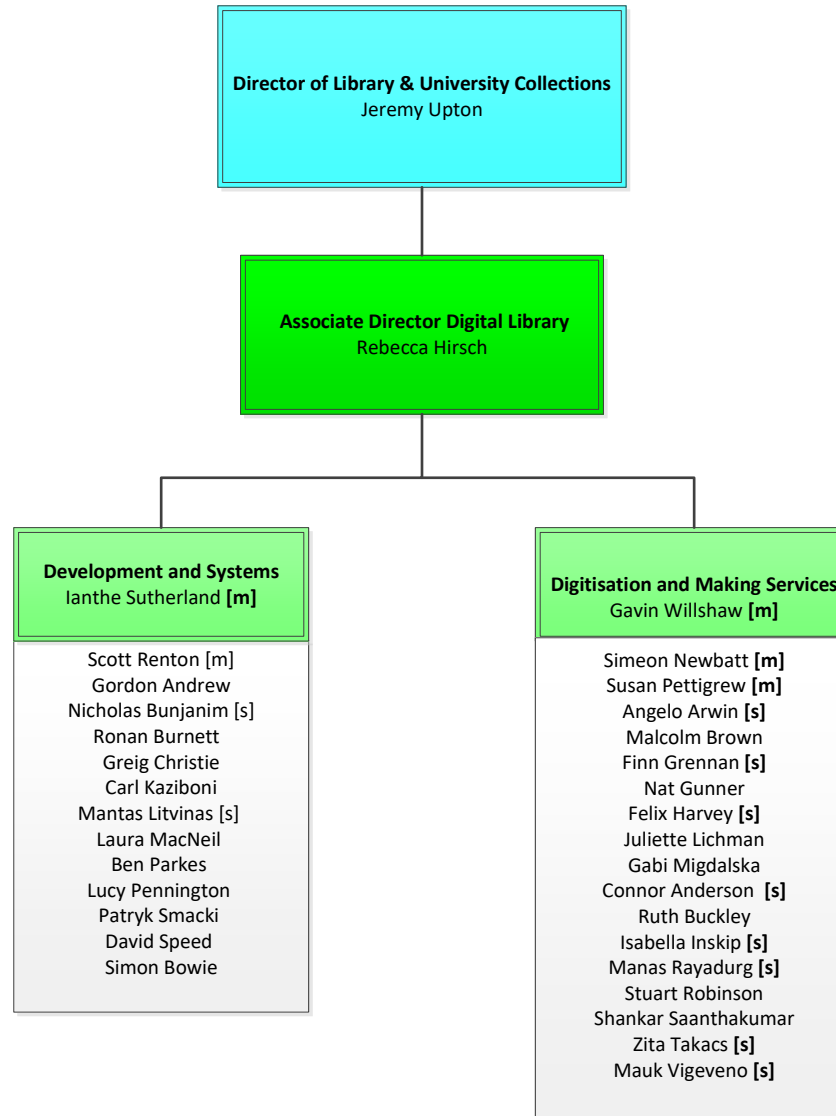 Director of Library & University Collections
Jeremy Upton
Associate Director Digital Library
Rebecca Hirsch
Development and Systems
Ianthe Sutherland [m]
Scott Renton [m]
Gordon Andrew
Nicholas Bunjanim [s]
Ronan Burnett
Greig Christie
Carl Kaziboni
Mantas Litvinas [s]
Laura MacNeil
Ben Parkes
Lucy Pennington
Patryk Smacki
David Speed
Simon Bowie
Digitisation and Making Services
Gavin Willshaw [m]
Simeon Newbatt [m]
Susan Pettigrew [m]
Angelo Arwin [s]
Malcolm Brown
Finn Grennan [s]
Nat Gunner
Felix Harvey [s]
Juliette Lichman
Gabi Migdalska
Connor Anderson [s]
Ruth Buckley
Isabella Inskip [s]
Manas Rayadurg [s]
Stuart Robinson
Shankar Saanthakumar
Zita Takacs [s]
Mauk Vigeveno [s]